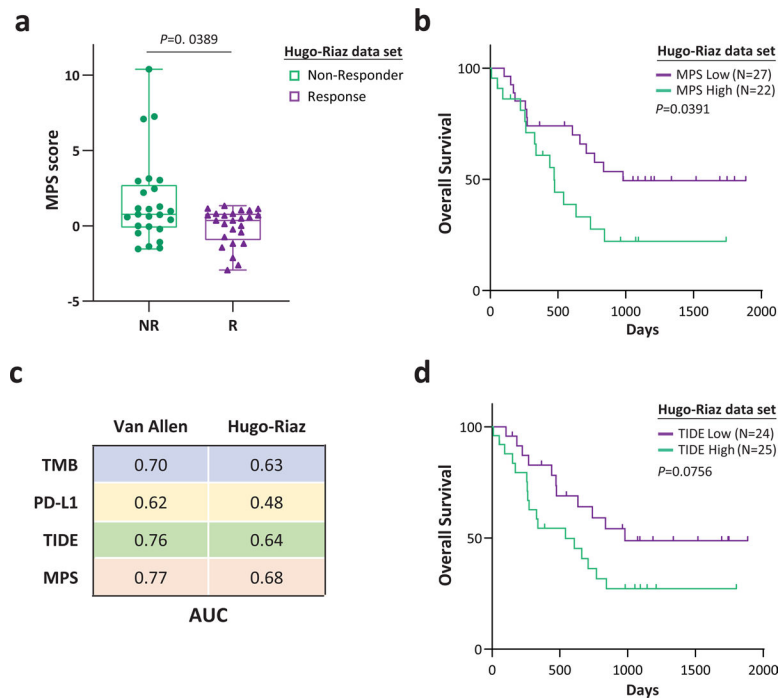 a
P=0. 0389
Hugo-Riaz data set
Non-Responder
Response
MPS score
10
5
0
-5
NR
R
b
Hugo-Riaz data set
MPS Low (N=27)
MPS High (N=22)
P=0.0391
Overall Survival
100
50
0
0
500
1000
1500
2000
Days
c
Van Allen Hugo-Riaz
TMB 0.70 0.63
PD-L1 0.62 0.48
TIDE 0.76 0.64
MPS 0.77 0.68
AUC
d
Hugo-Riaz data set
TIDE Low (N=24)
TIDE High (N=25)
P=0.0756
Overall Survival
100
50
0
0
500
1000
1500
2000
Days